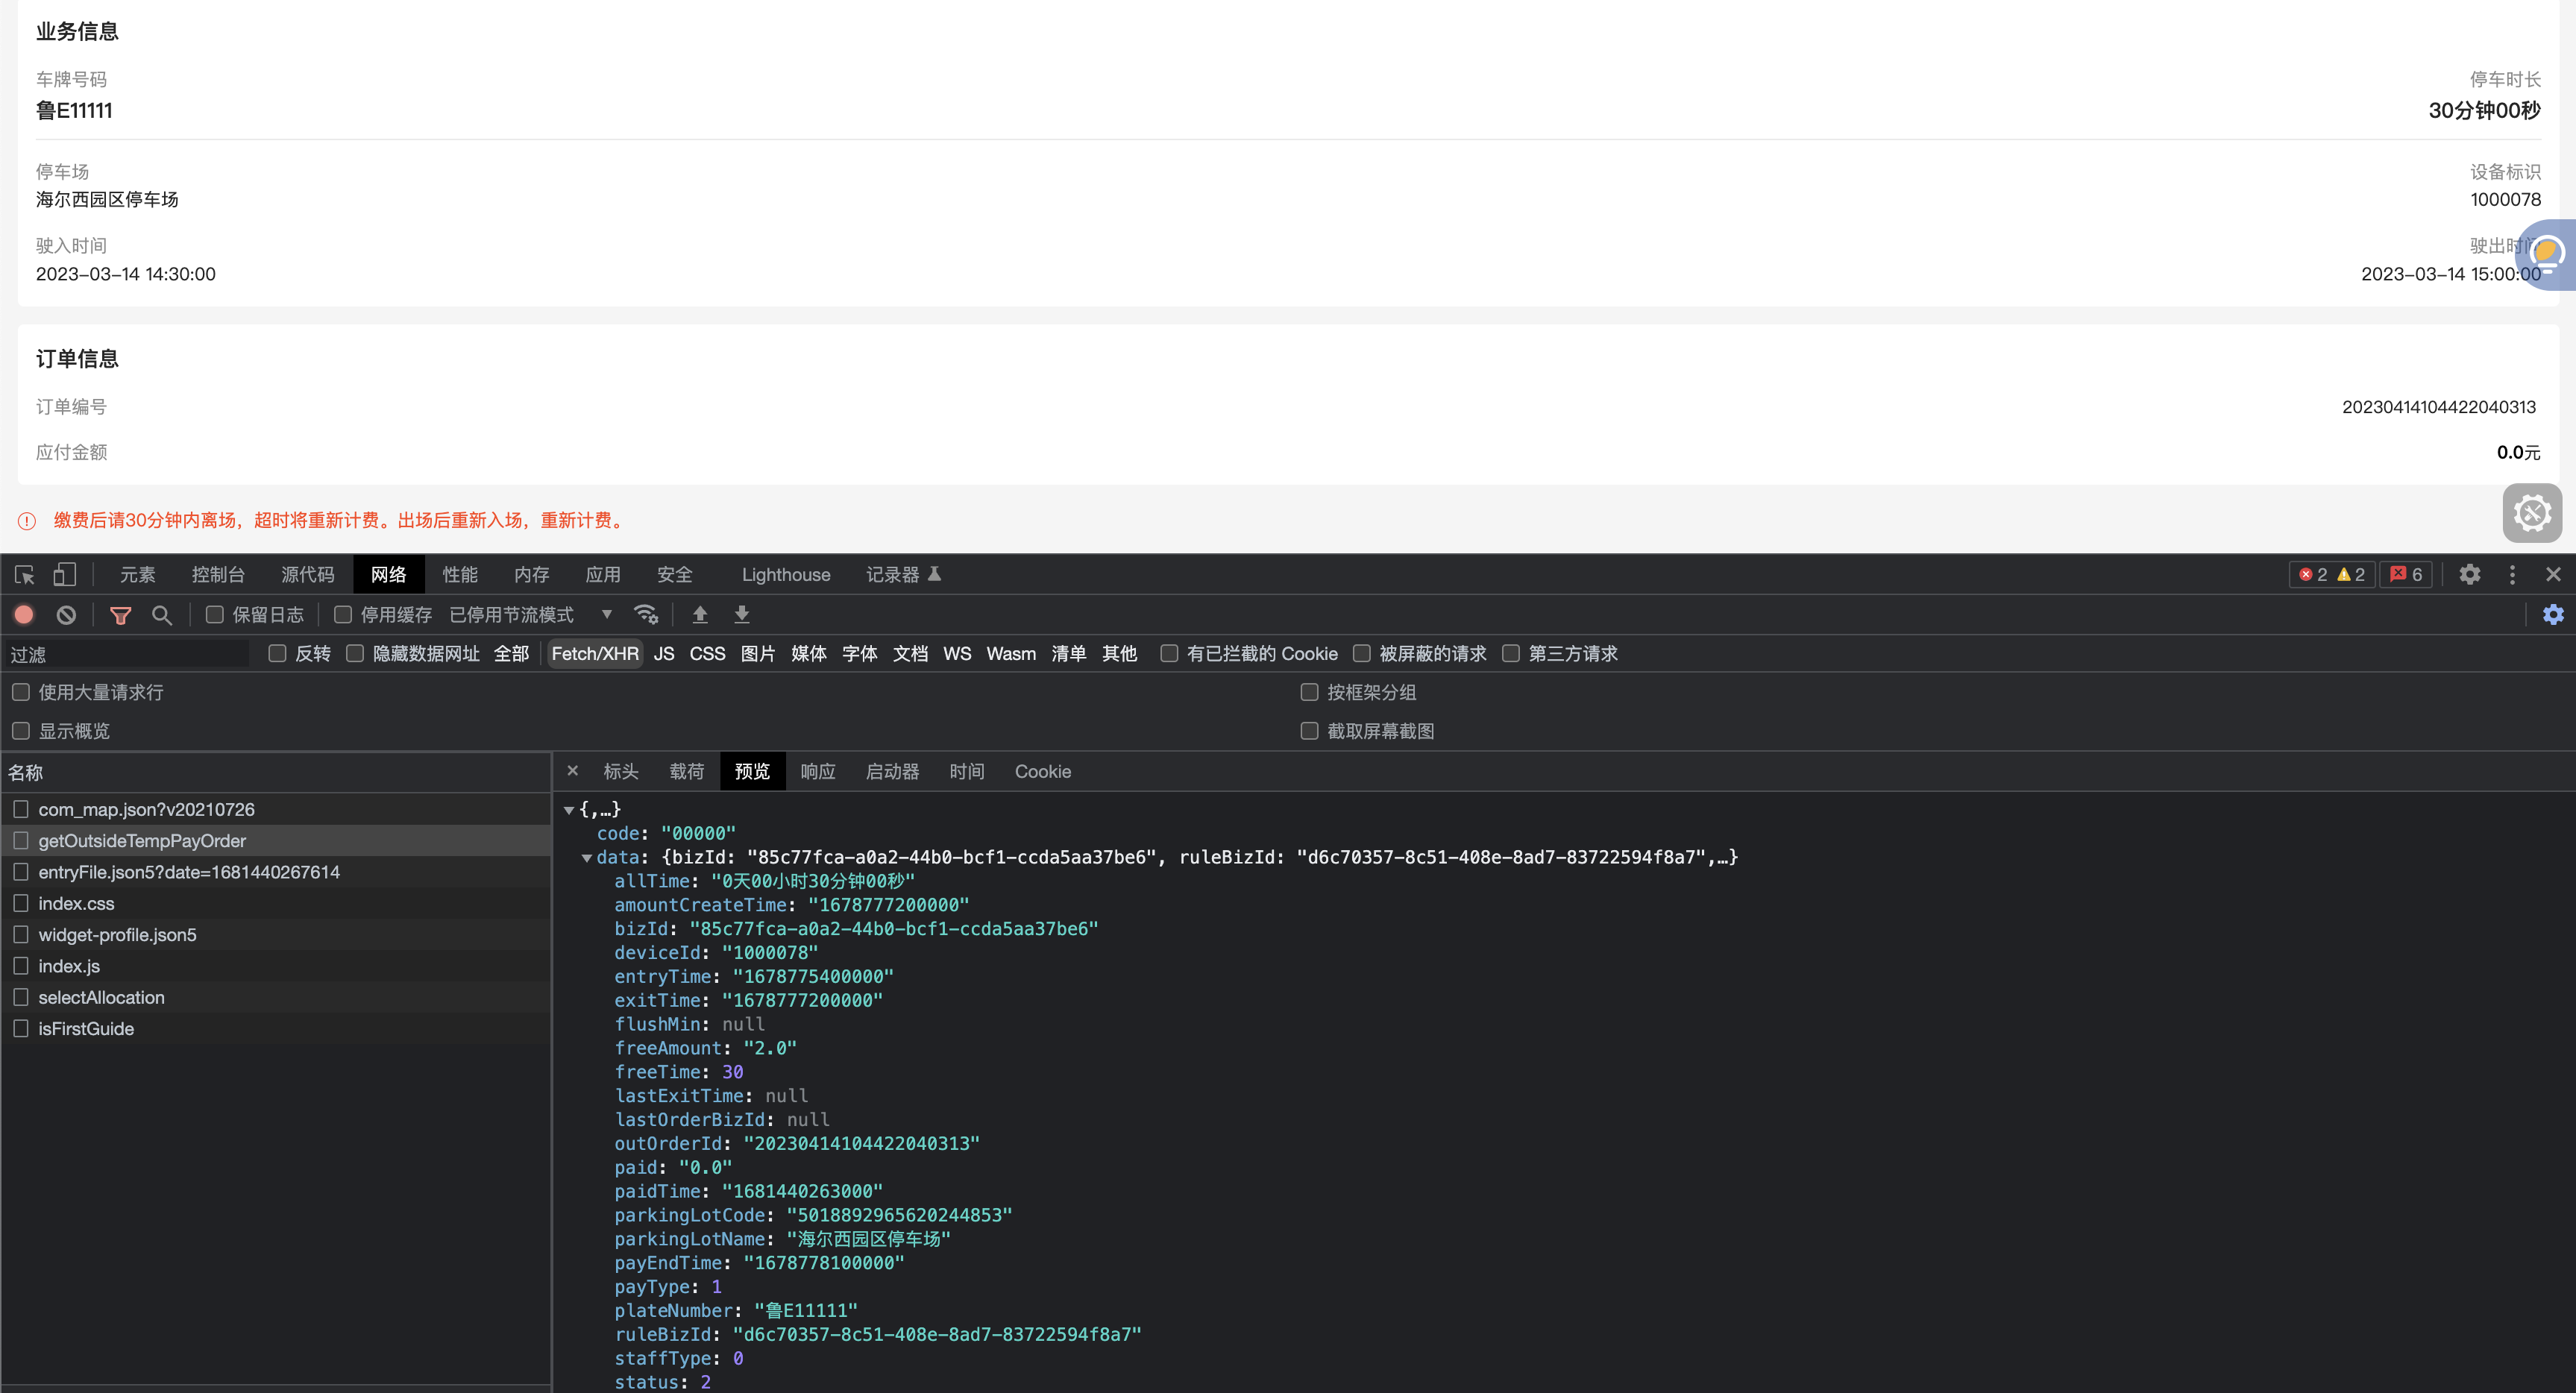 业务信息
车牌号码 停车时长
鲁E11111 30分钟00秒
停车场 设备标识
海尔西园区停车场 1000078
驶入时间 驶出时间
2023-03-14 14:30:00 2023-03-14 15:00:00
订单信息
订单编号 20230414104422040313
应付金额 0.0元
缴费后请30分钟内离场，超时将重新计费。出场后重新入场，重新计费。
元素 控制台 源代码 网络 性能 内存 应用 安全 Lighthouse 记录器 2 2 6
保留日志 停用缓存 已停用节流模式
过滤 反转 隐藏数据网址 全部 Fetch/XHR JS CSS 图片 媒体 字体 文档 WS Wasm 清单 其他 有已拦截的 Cookie 被屏蔽的请求 第三方请求
使用大量请求行 按框架分组
显示概览 截取屏幕截图
名称
com_map.json?v20210726
getOutsideTempPayOrder
entryFile.json5?date=1681440267614
index.css
widget-profile.json5
index.js
selectAllocation
isFirstGuide
× 标头 载荷 预览 响应 启动器 时间 Cookie
{,…}
code: "00000"
data: {bizId: "85c77fca-a0a2-44b0-bcf1-ccda5aa37be6", ruleBizId: "d6c70357-8c51-408e-8ad7-83722594f8a7",…}
allTime: "0天00小时30分钟00秒"
amountCreateTime: "1678777200000"
bizId: "85c77fca-a0a2-44b0-bcf1-ccda5aa37be6"
deviceId: "1000078"
entryTime: "1678775400000"
exitTime: "1678777200000"
flushMin: null
freeAmount: "2.0"
freeTime: 30
lastExitTime: null
lastOrderBizId: null
outOrderId: "20230414104422040313"
paid: "0.0"
paidTime: "1681440263000"
parkingLotCode: "5018892965620244853"
parkingLotName: "海尔西园区停车场"
payEndTime: "1678778100000"
payType: 1
plateNumber: "鲁E11111"
ruleBizId: "d6c70357-8c51-408e-8ad7-83722594f8a7"
staffType: 0
status: 2